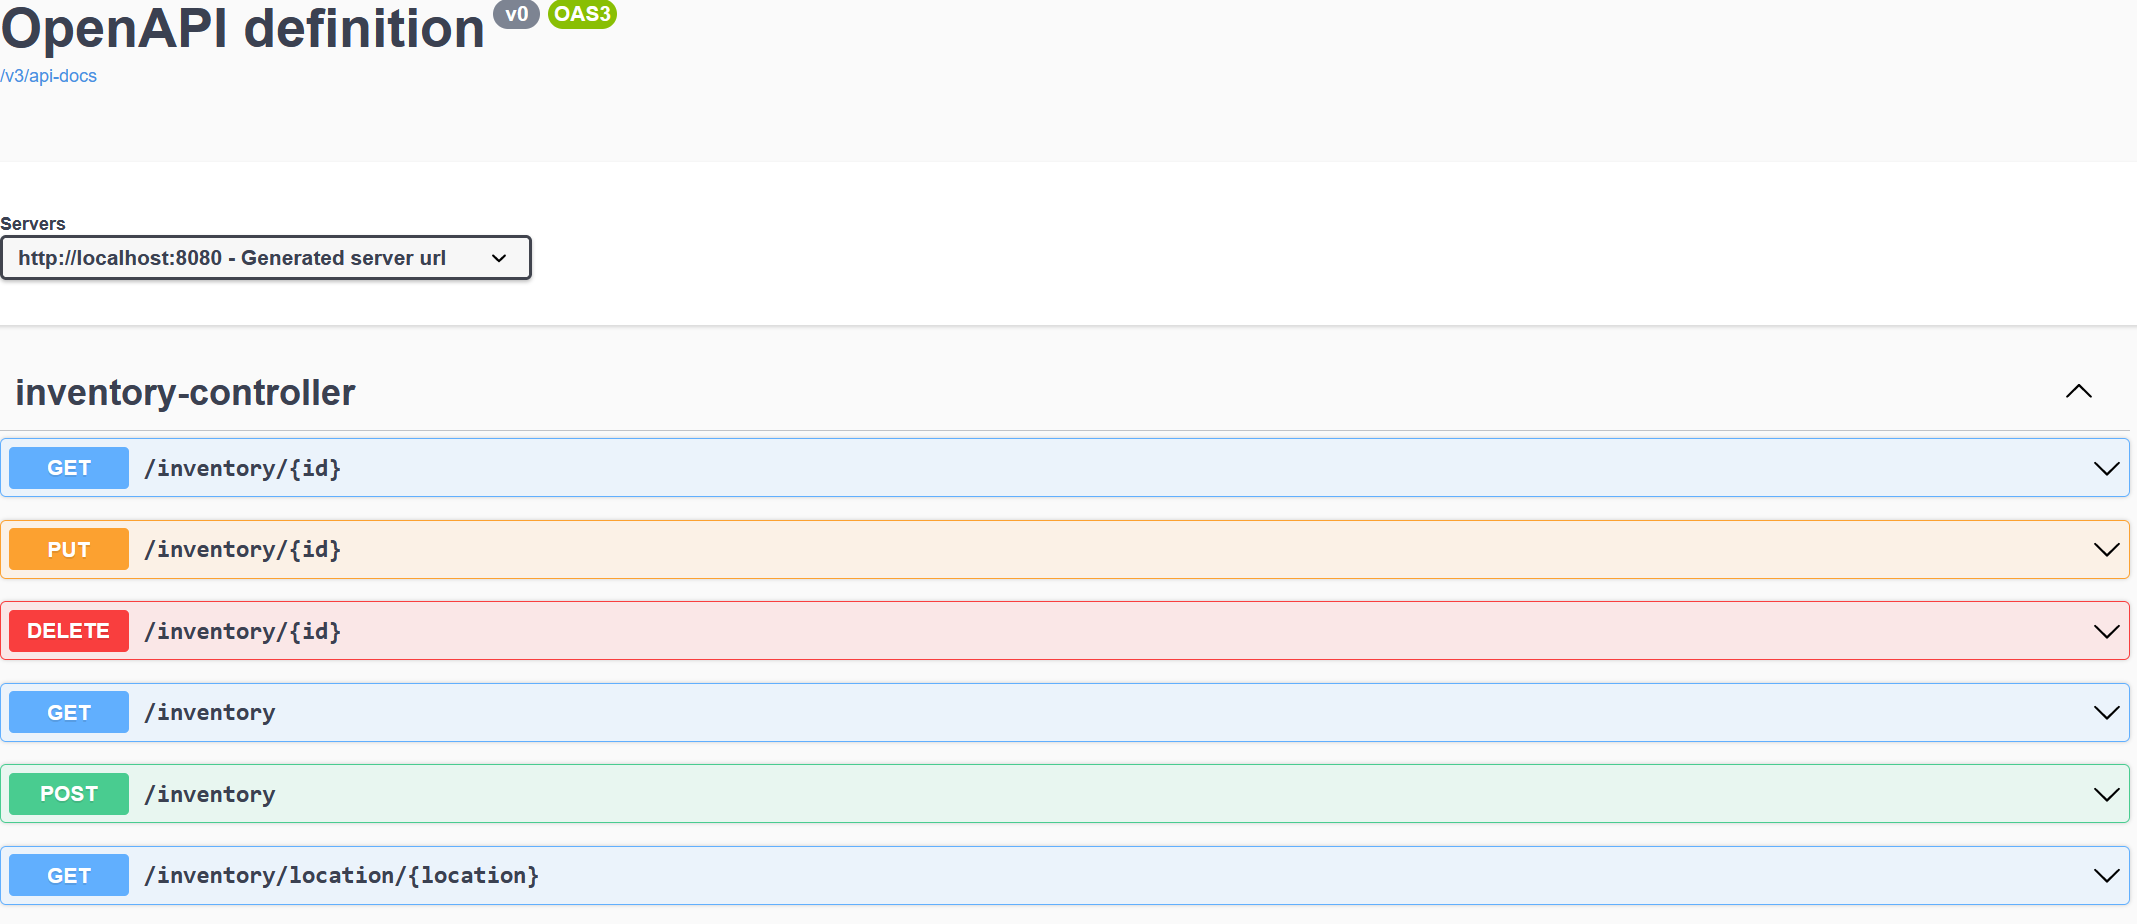 OpenAPI definition v0 OAS3
/v3/api-docs
Servers
http://localhost:8080 - Generated server url
inventory-controller
GET /inventory/{id}
PUT /inventory/{id}
DELETE /inventory/{id}
GET /inventory
POST /inventory
GET /inventory/location/{location}